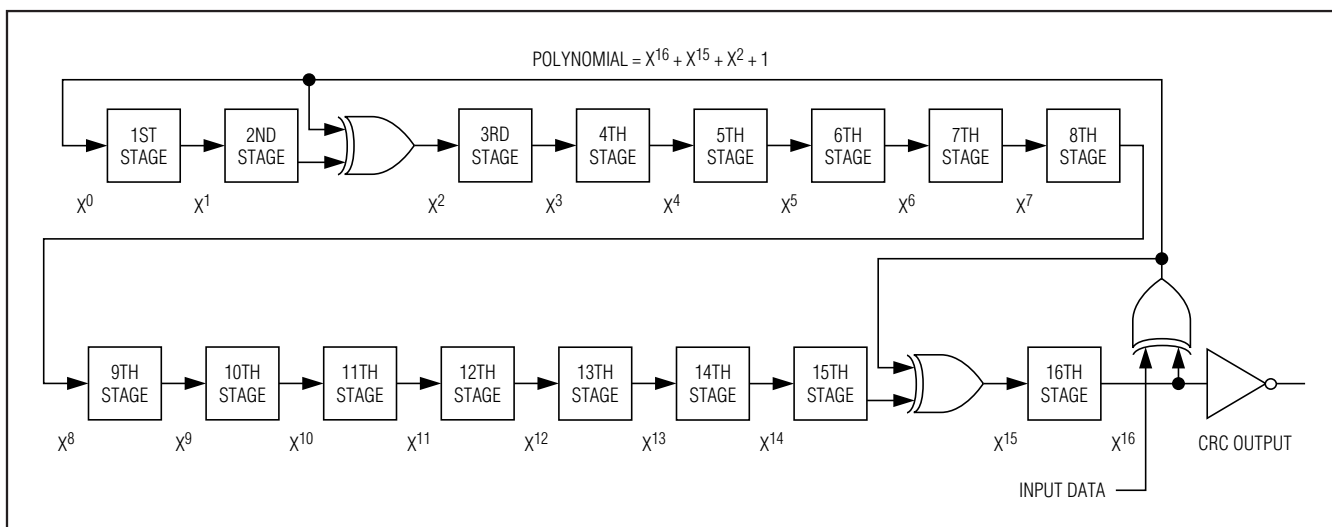 POLYNOMIAL = X16 + X15 + X2 + 1
1ST
STAGE
2ND
STAGE
3RD
STAGE
4TH
STAGE
5TH
STAGE
6TH
STAGE
7TH
STAGE
8TH
STAGE
X0
X1
X2
X3
X4
X5
X6
X7
9TH
STAGE
10TH
STAGE
11TH
STAGE
12TH
STAGE
13TH
STAGE
14TH
STAGE
15TH
STAGE
16TH
STAGE
X8
X9
X10
X11
X12
X13
X14
X15
X16
CRC OUTPUT
INPUT DATA